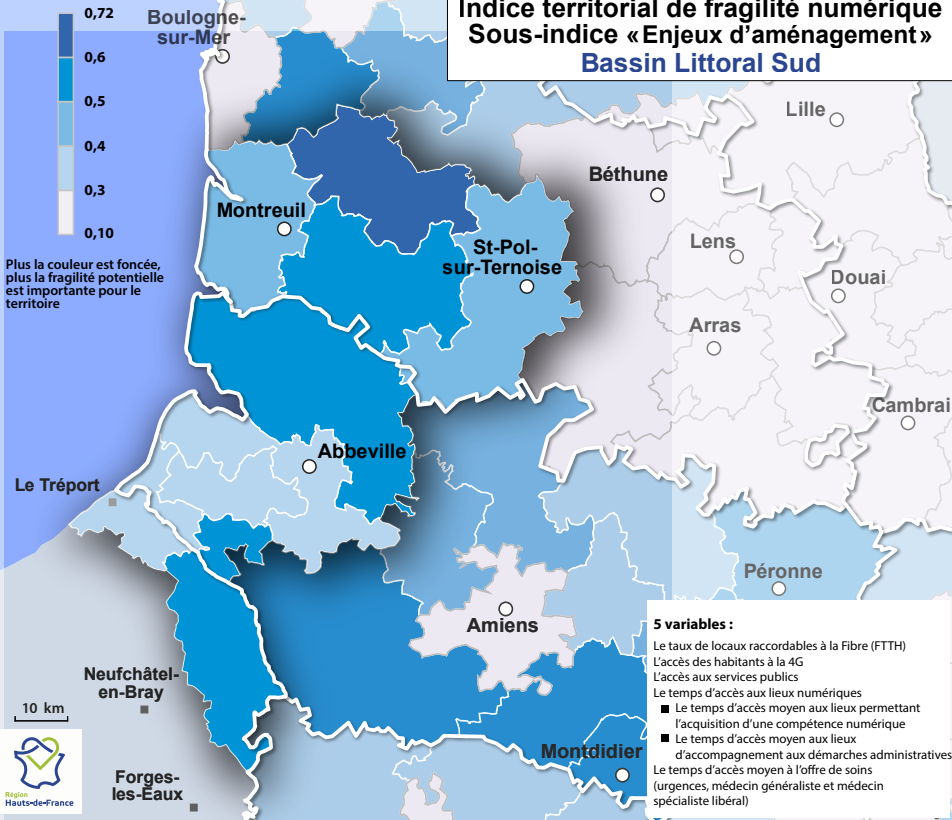 Indice territorial de fragilité numérique
Sous-indice «Enjeux d'aménagement»
Bassin Littoral Sud
0,72
0,6
0,5
0,4
0,3
0,10
Plus la couleur est foncée,
plus la fragilité potentielle
est importante pour le
territoire
Boulogne-
sur-Mer
Lille
Béthune
Montreuil
St-Pol-
sur-Ternoise
Lens
Douai
Arras
Cambrai
Abbeville
Le Tréport
Péronne
Amiens
Neufchâtel-
en-Bray
Montdidier
Forges-
les-Eaux
10 km
Région
Hauts-de-France
5 variables :
Le taux de locaux raccordables à la Fibre (FTTH)
L'accès des habitants à la 4G
L'accès aux services publics
Le temps d'accès aux lieux numériques
Le temps d'accès moyen aux lieux permettant
l'acquisition d'une compétence numérique
Le temps d'accès moyen aux lieux
d'accompagnement aux démarches administratives
Le temps d'accès moyen à l'offre de soins
(urgences, médecin généraliste et médecin
spécialiste libéral)